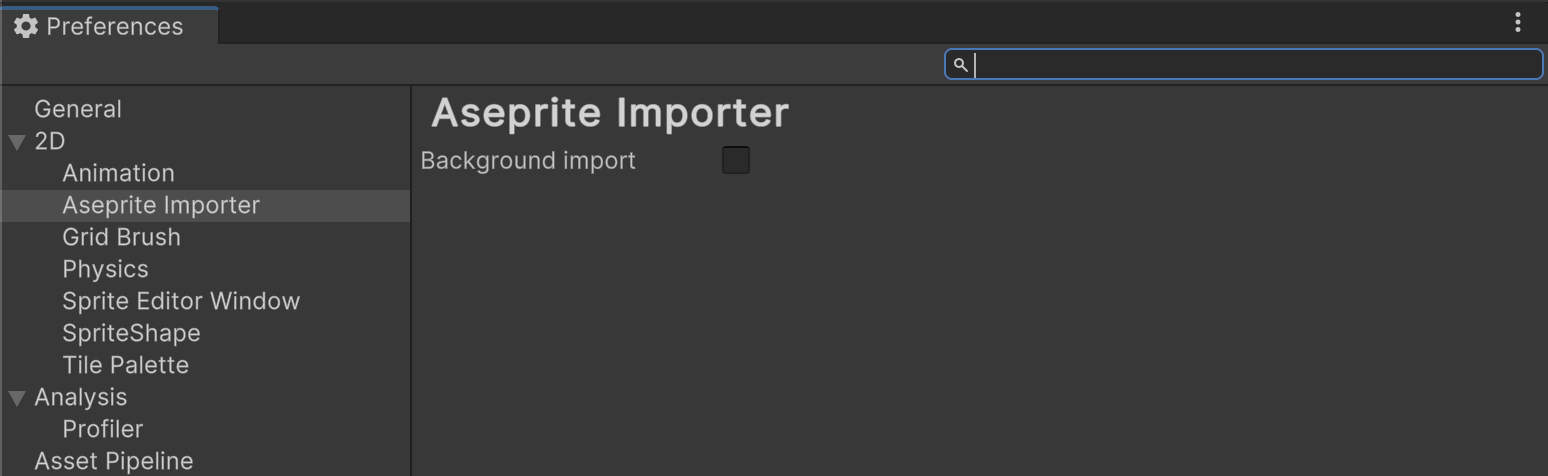 Preferences
General
2D
Animation
Aseprite Importer
Grid Brush
Physics
Sprite Editor Window
SpriteShape
Tile Palette
Analysis
Profiler
Asset Pipeline
Aseprite Importer
Background import